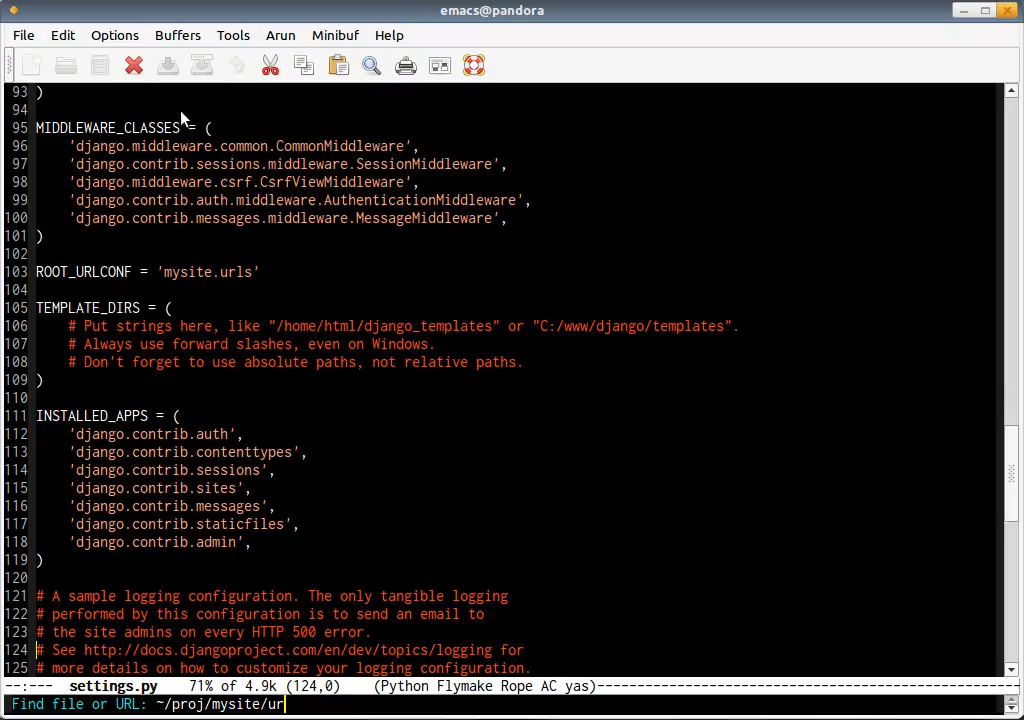 emacs@pandora
File Edit Options Buffers Tools Arun Minibuf Help
93 )
94
95 MIDDLEWARE_CLASSES = (
96     'django.middleware.common.CommonMiddleware',
97     'django.contrib.sessions.middleware.SessionMiddleware',
98     'django.middleware.csrf.CsrfViewMiddleware',
99     'django.contrib.auth.middleware.AuthenticationMiddleware',
100     'django.contrib.messages.middleware.MessageMiddleware',
101 )
102
103 ROOT_URLCONF = 'mysite.urls'
104
105 TEMPLATE_DIRS = (
106     # Put strings here, like "/home/html/django_templates" or "C:/www/django/templates".
107     # Always use forward slashes, even on Windows.
108     # Don't forget to use absolute paths, not relative paths.
109 )
110
111 INSTALLED_APPS = (
112     'django.contrib.auth',
113     'django.contrib.contenttypes',
114     'django.contrib.sessions',
115     'django.contrib.sites',
116     'django.contrib.messages',
117     'django.contrib.staticfiles',
118     'django.contrib.admin',
119 )
120
121 # A sample logging configuration. The only tangible logging
122 # performed by this configuration is to send an email to
123 # the site admins on every HTTP 500 error.
124 # See http://docs.djangoproject.com/en/dev/topics/logging for
125 # more details on how to customize your logging configuration.
--:---  settings.py    71% of 4.9k (124,0)    (Python Flymake Rope AC yas)--------------------------------------------------
Find file or URL: ~/proj/mysite/ur